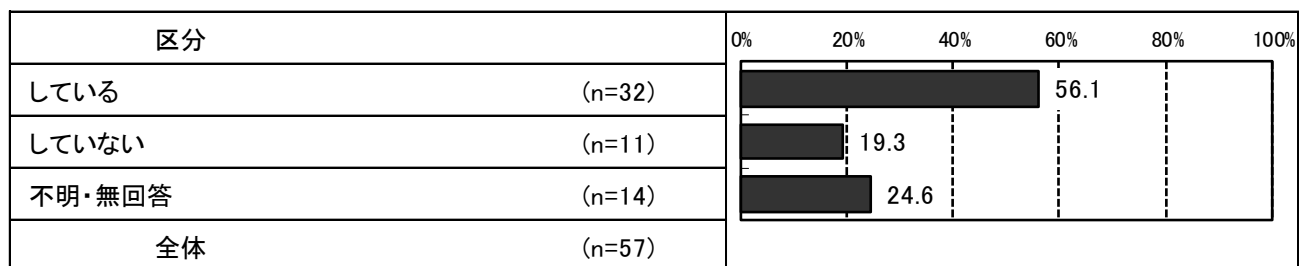 区分
0% 20% 40% 60% 80% 100%
している (n=32) 56.1
していない (n=11) 19.3
不明・無回答 (n=14) 24.6
全体 (n=57)